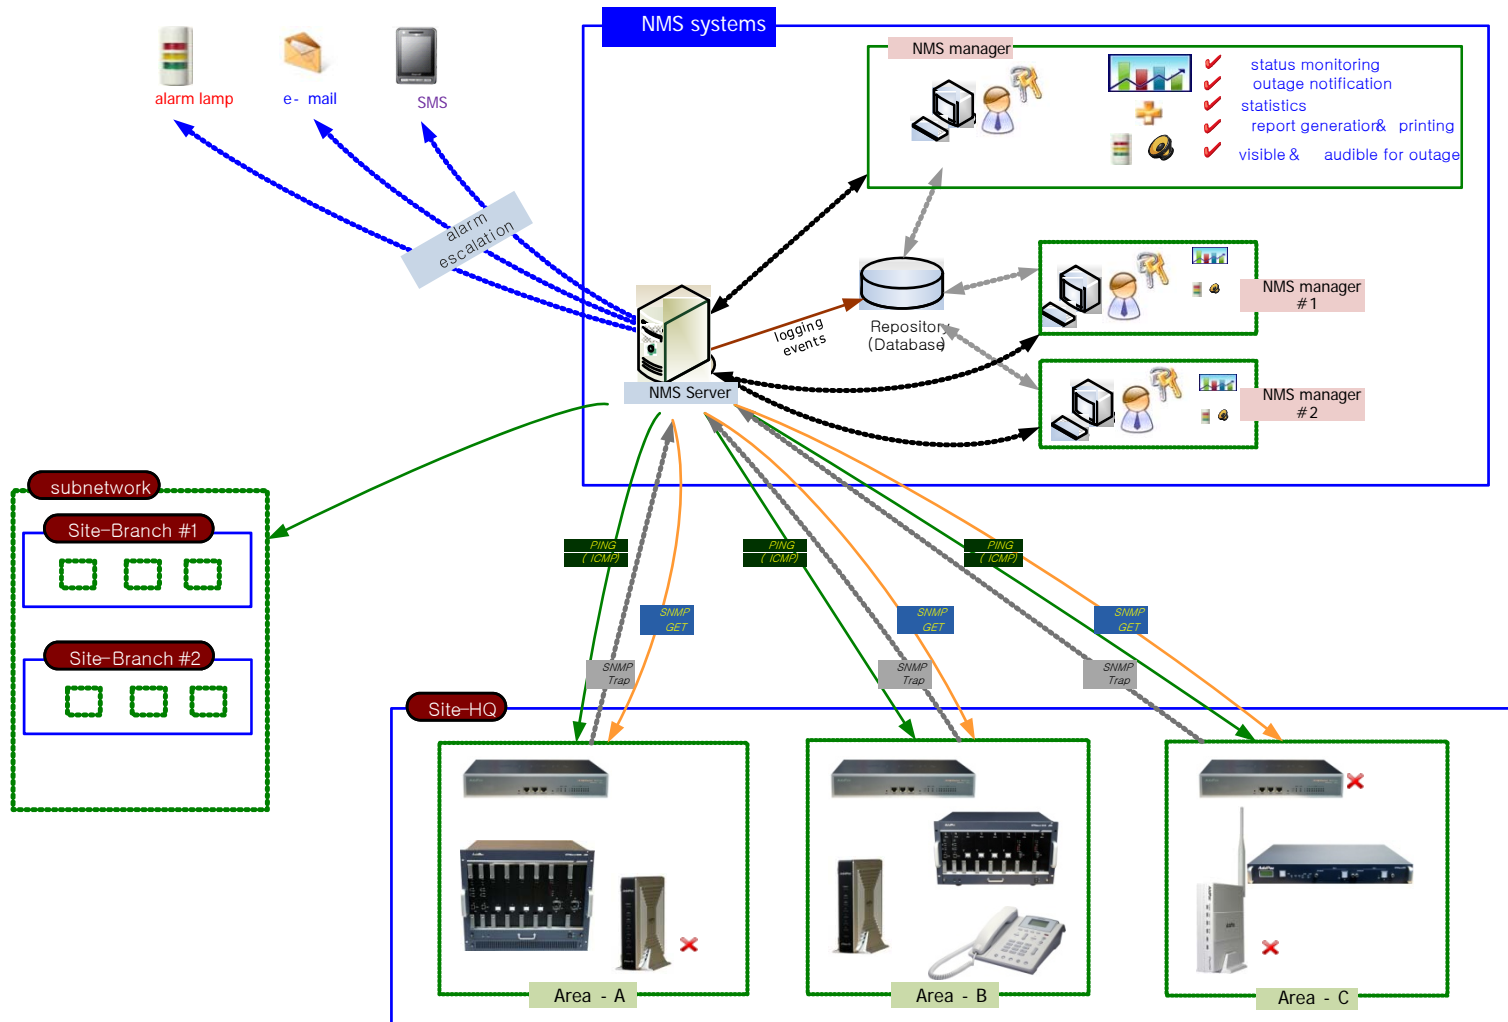 NMS systems
NMS manager
status monitoring
outage notification
statistics
report generation& printing
visible & audible for outage
alarm lamp
e- mail
SMS
alarm
escalation
NMS manager
#1
Repository
(Database)
logging
events
NMS Server
NMS manager
#2
subnetwork
Site-Branch #1
Site-Branch #2
PING
( ICMP)
PING
( ICMP)
PING
( ICMP)
SNMP
GET
SNMP
GET
SNMP
GET
SNMP
Trap
SNMP
Trap
SNMP
Trap
Site-HQ
Area - A
Area - B
Area - C